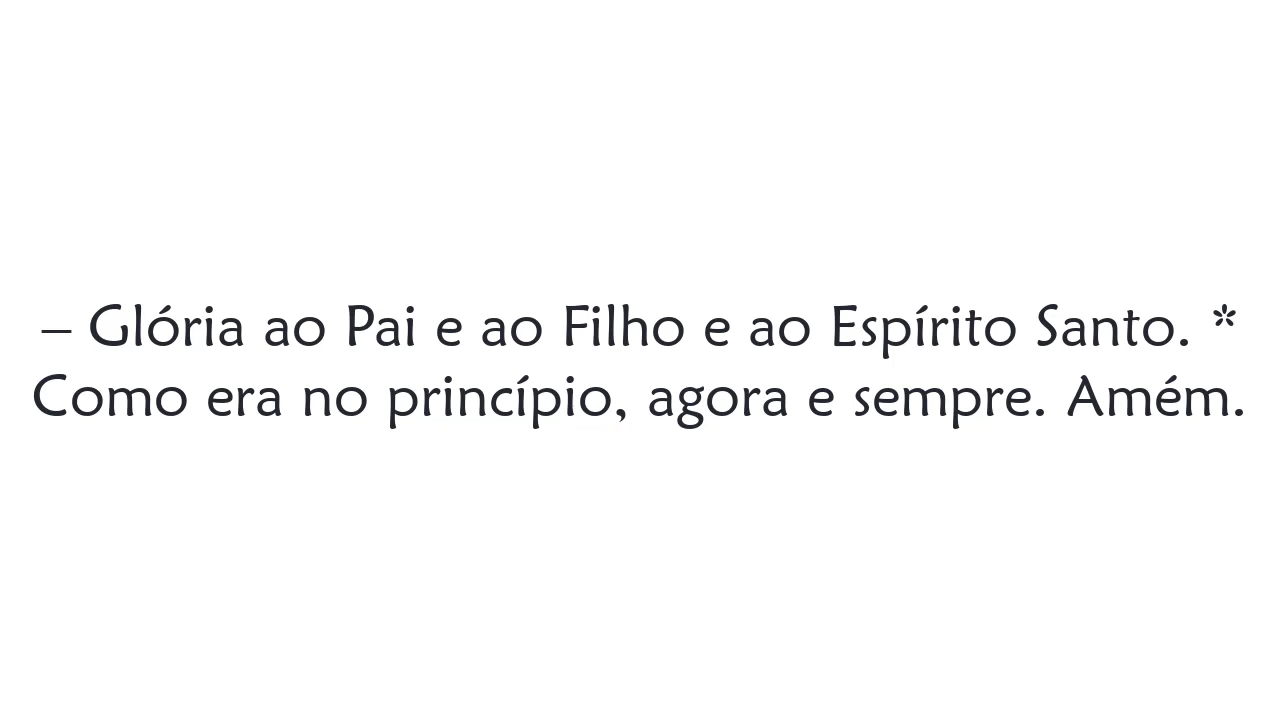 – Glória ao Pai e ao Filho e ao Espírito Santo. *
Como era no princípio, agora e sempre. Amém.